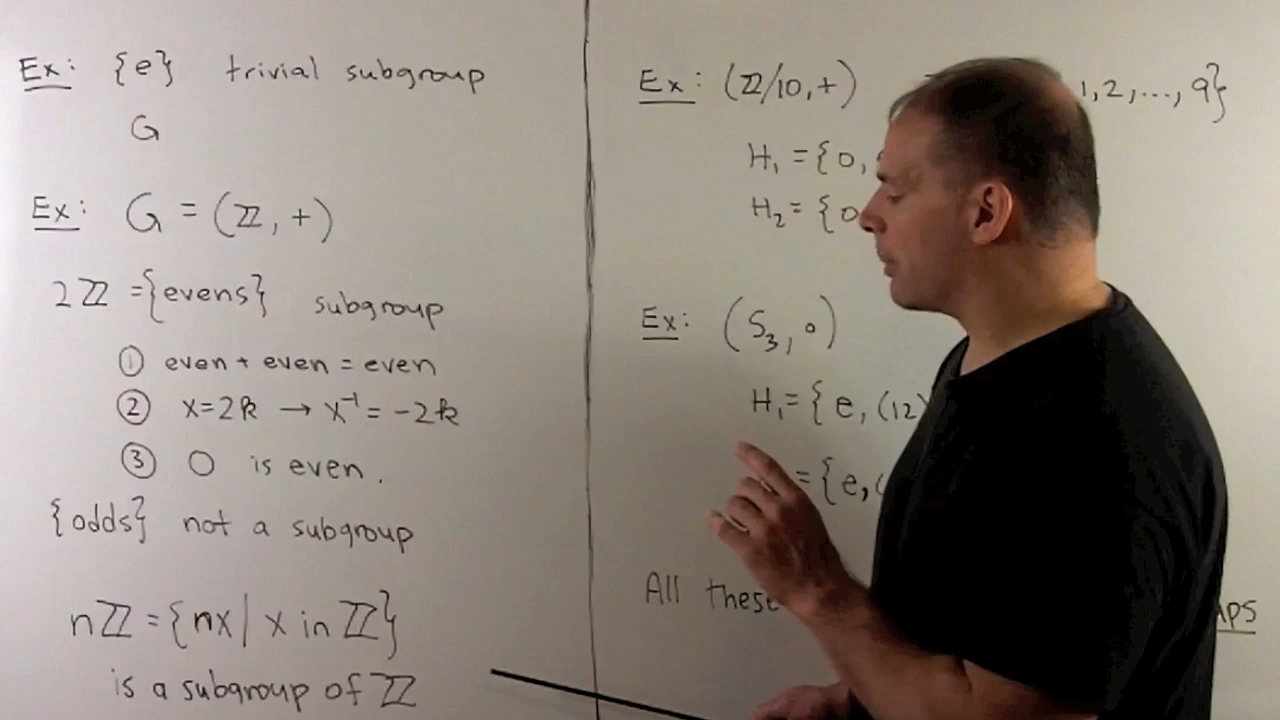 Ex: {e} trivial subgroup
G
Ex: G = (ℤ, +)
2ℤ = {evens} subgroup
① even + even = even
② x=2k → x⁻¹ = -2k
③ 0 is even.
{odds} not a subgroup
nℤ = {nx | x in ℤ}
is a subgroup of ℤ
Ex: (ℤ/10, +) 1, 2, ..., 9}
H₁ = {0,
H₂ = {0
Ex: (S₃, ∘)
H₁ = {e, (12)
= {e, (
All these